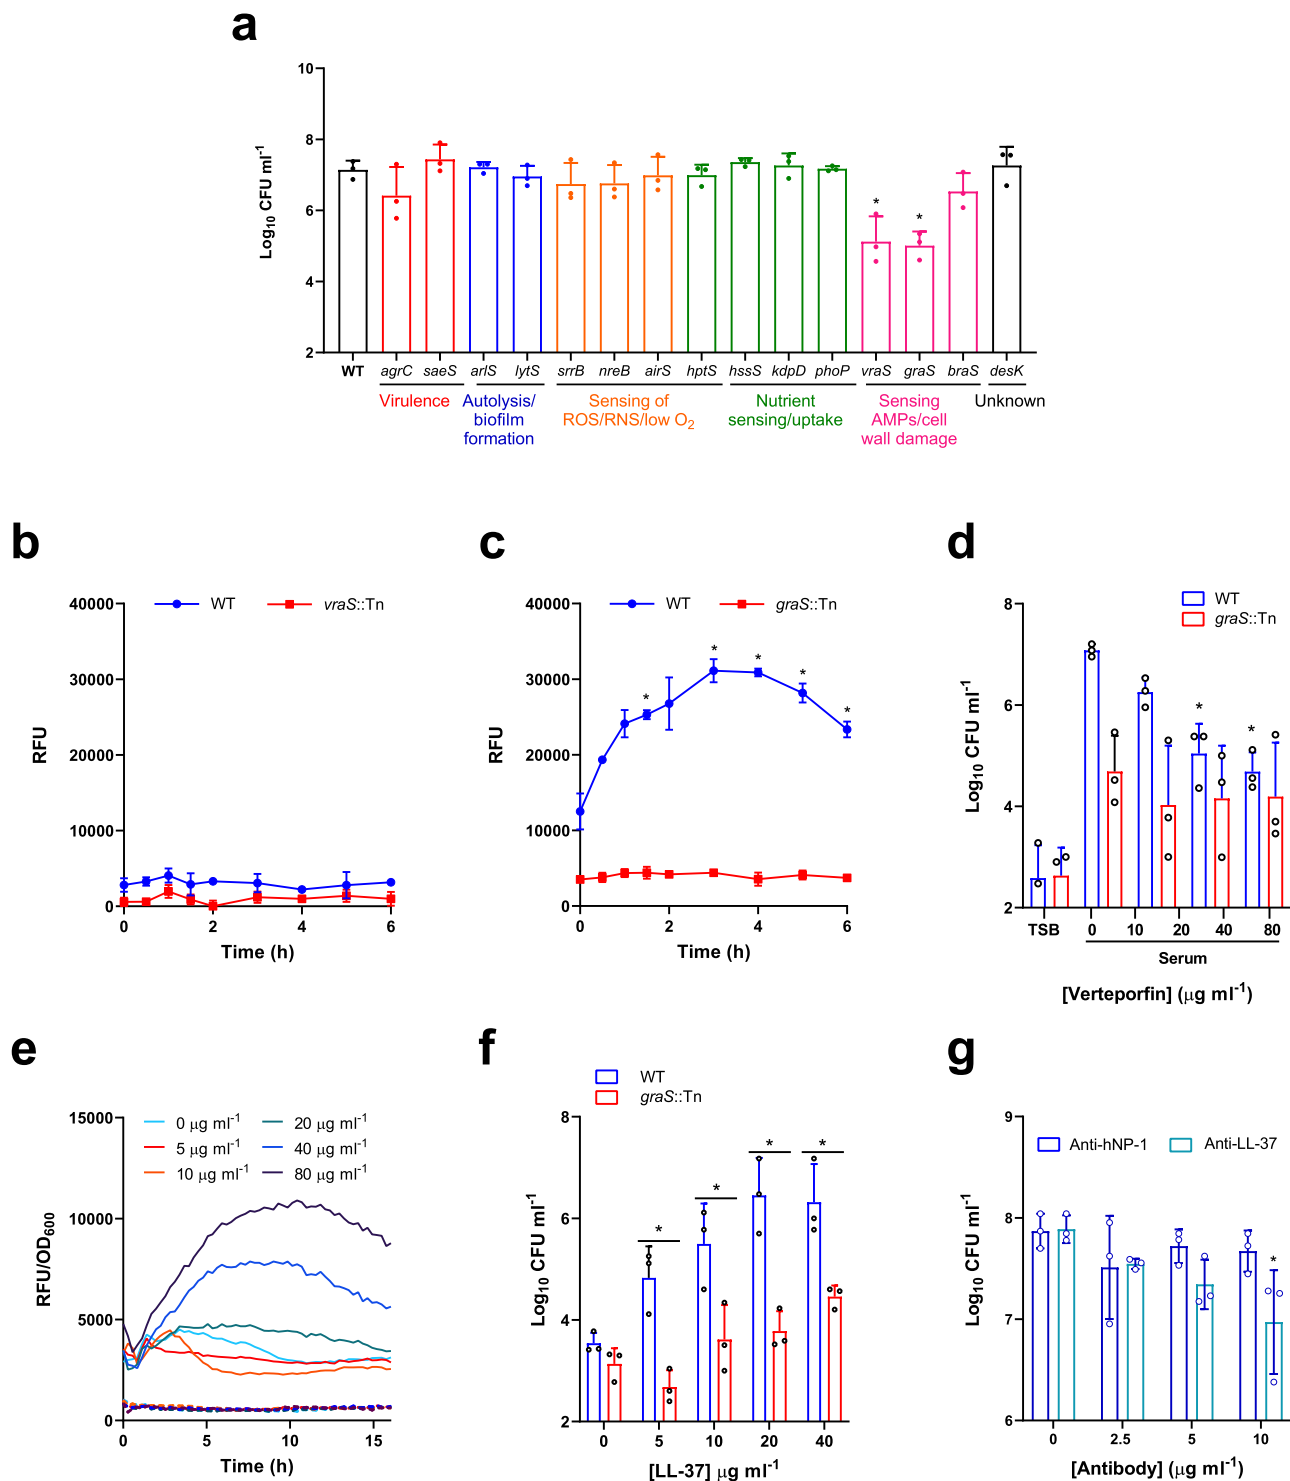 a
10
8
6
4
2
Log10 CFU ml-1
WT agrC saeS arlS lytS srrB nreB airS hptS hssS kdpD phoP vraS graS braS desK
* *
Virulence
Autolysis/
biofilm
formation
Sensing of
ROS/RNS/low O2
Nutrient
sensing/uptake
Sensing
AMPs/cell
wall damage
Unknown
b
WT vraS::Tn
40000
30000
20000
10000
0
RFU
0 2 4 6
Time (h)
c
WT graS::Tn
40000
30000
20000
10000
0
RFU
* * * * *
0 2 4 6
Time (h)
d
WT
graS::Tn
8
6
4
2
Log10 CFU ml-1
* *
TSB 0 10 20 40 80
Serum
[Verteporfin] (μg ml-1)
e
15000
10000
5000
0
RFU/OD600
0 μg ml-1 20 μg ml-1
5 μg ml-1 40 μg ml-1
10 μg ml-1 80 μg ml-1
0 5 10 15
Time (h)
f
WT
graS::Tn
8
6
4
2
Log10 CFU ml-1
* * * *
0 5 10 20 40
[LL-37] μg ml-1
g
Anti-hNP-1 Anti-LL-37
9
8
7
6
Log10 CFU ml-1
*
0 2.5 5 10
[Antibody] (μg ml-1)